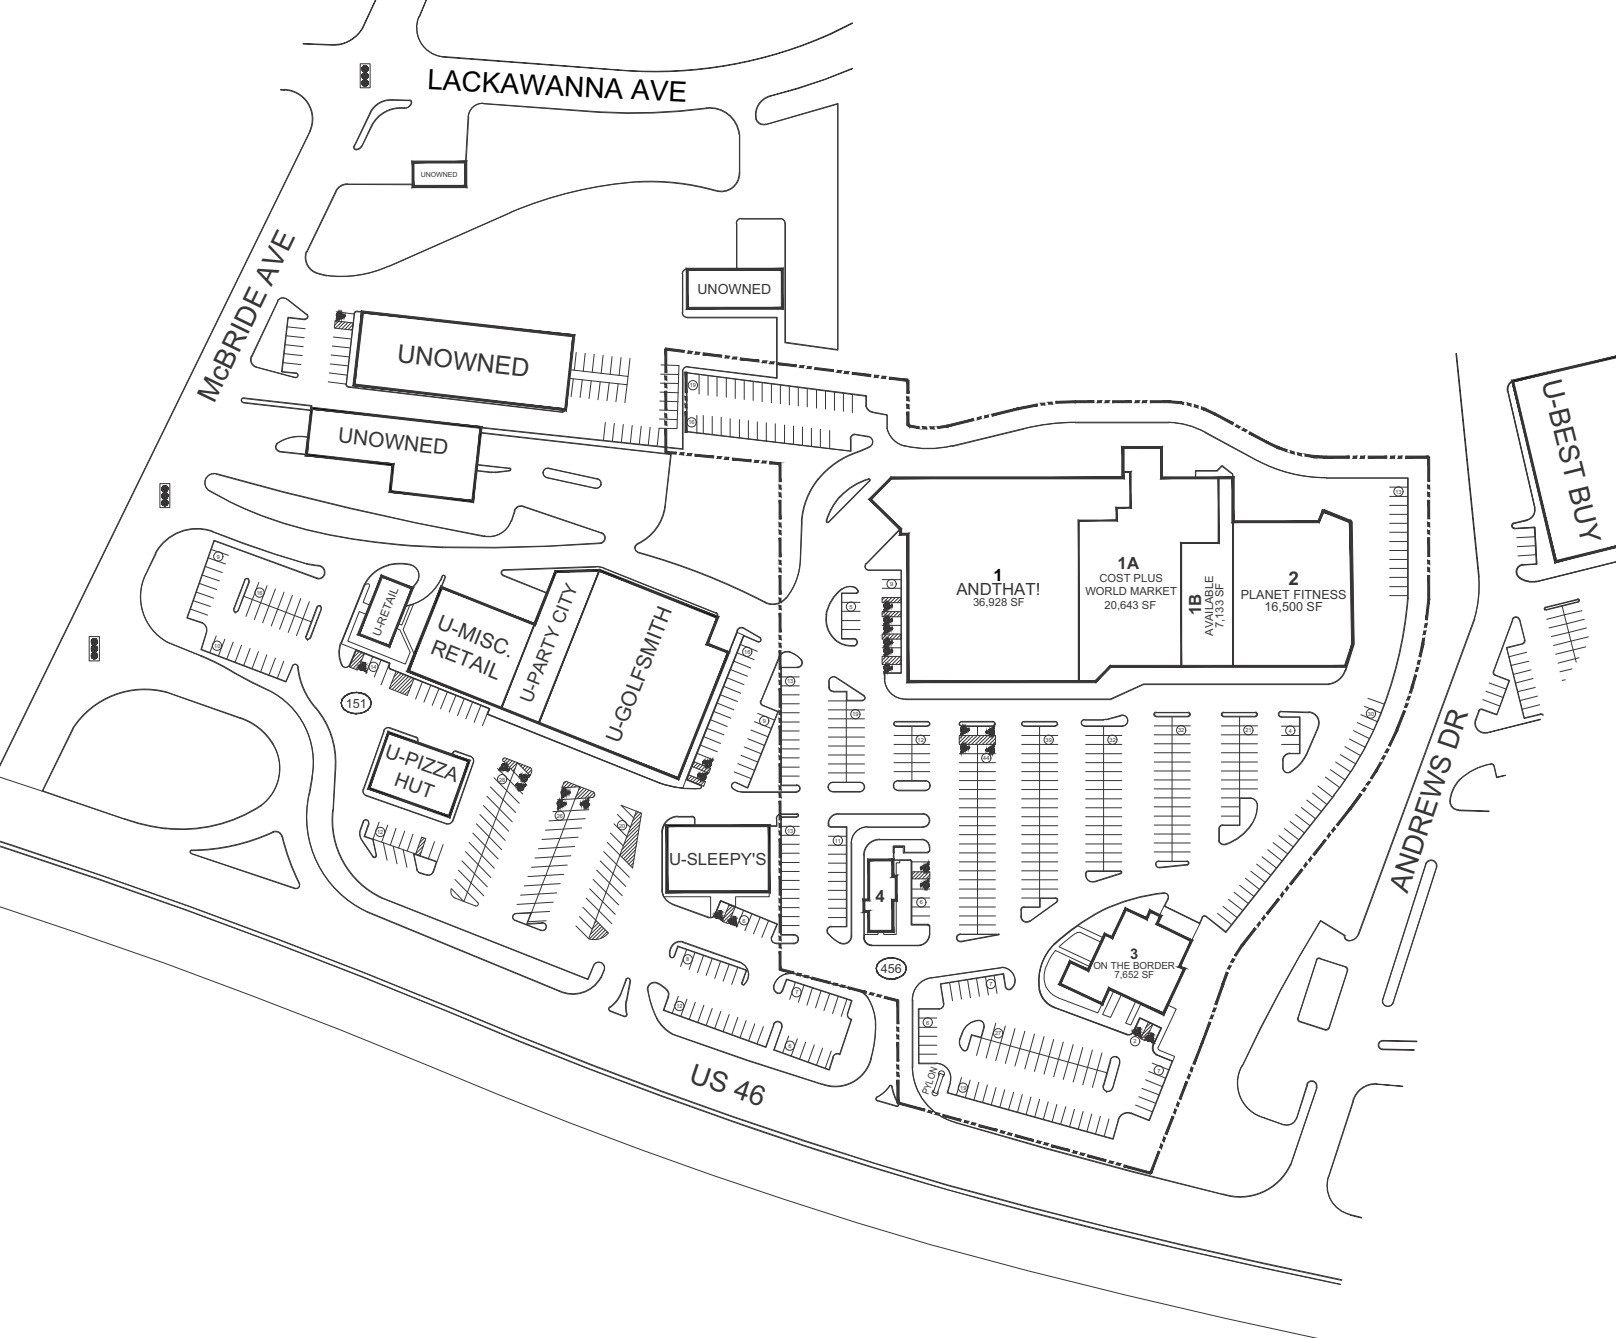 LACKAWANNA AVE
UNOWNED
McBRIDE AVE
UNOWNED
UNOWNED
UNOWNED
U-BEST BUY
1
ANDTHAT!
36,928 SF
1A
COST PLUS
WORLD MARKET
20,643 SF
1B
AVAILABLE
7,133 SF
2
PLANET FITNESS
16,500 SF
U-RETAIL
U-MISC.
RETAIL
U-PARTY CITY
U-GOLFSMITH
151
U-PIZZA
HUT
U-SLEEPY'S
4
456
3
ON THE BORDER
7,652 SF
ANDREWS DR
PYLON
US 46